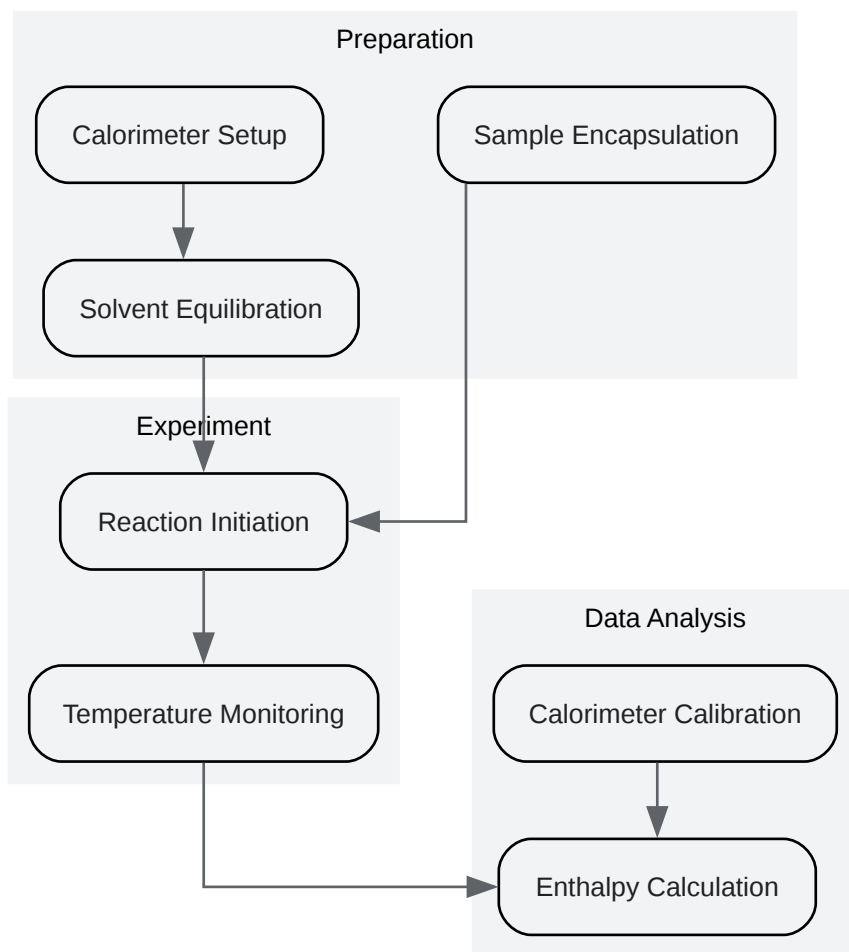 Preparation
Calorimeter Setup
Sample Encapsulation
Solvent Equilibration
Experiment
Reaction Initiation
Data Analysis
Temperature Monitoring
Calorimeter Calibration
Enthalpy Calculation